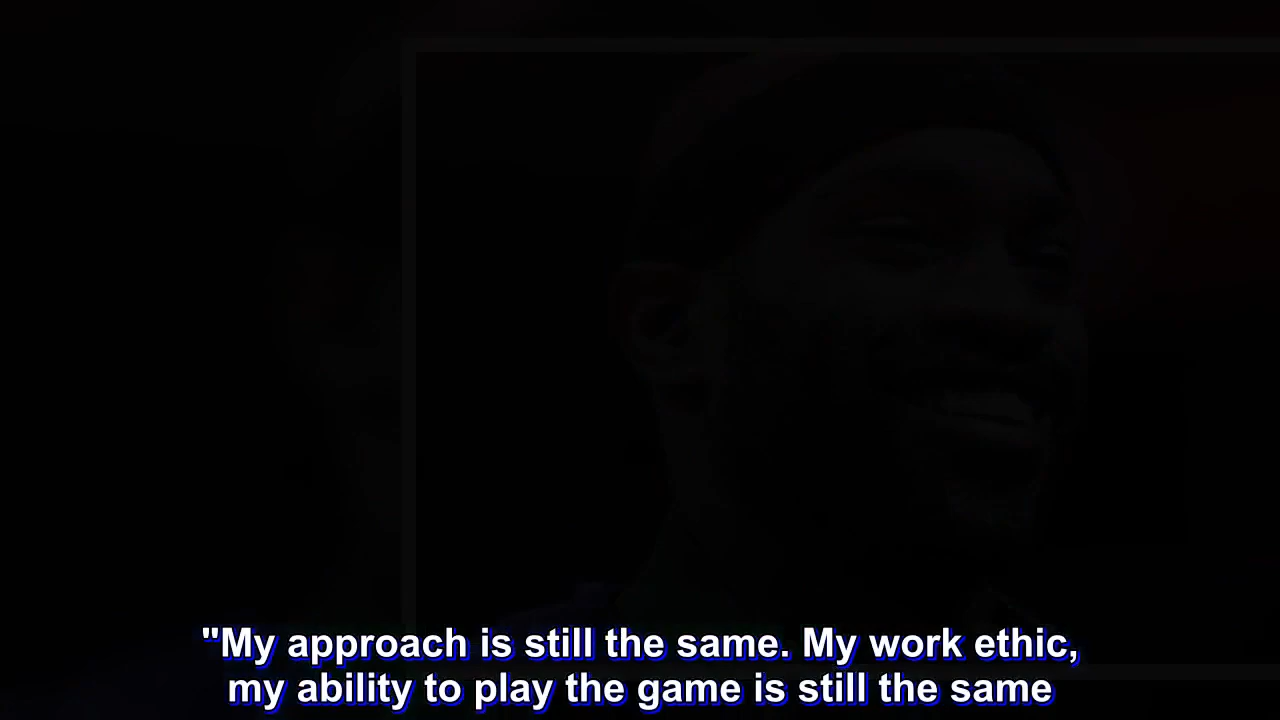 "My approach is still the same. My work ethic,
my ability to play the game is still the same